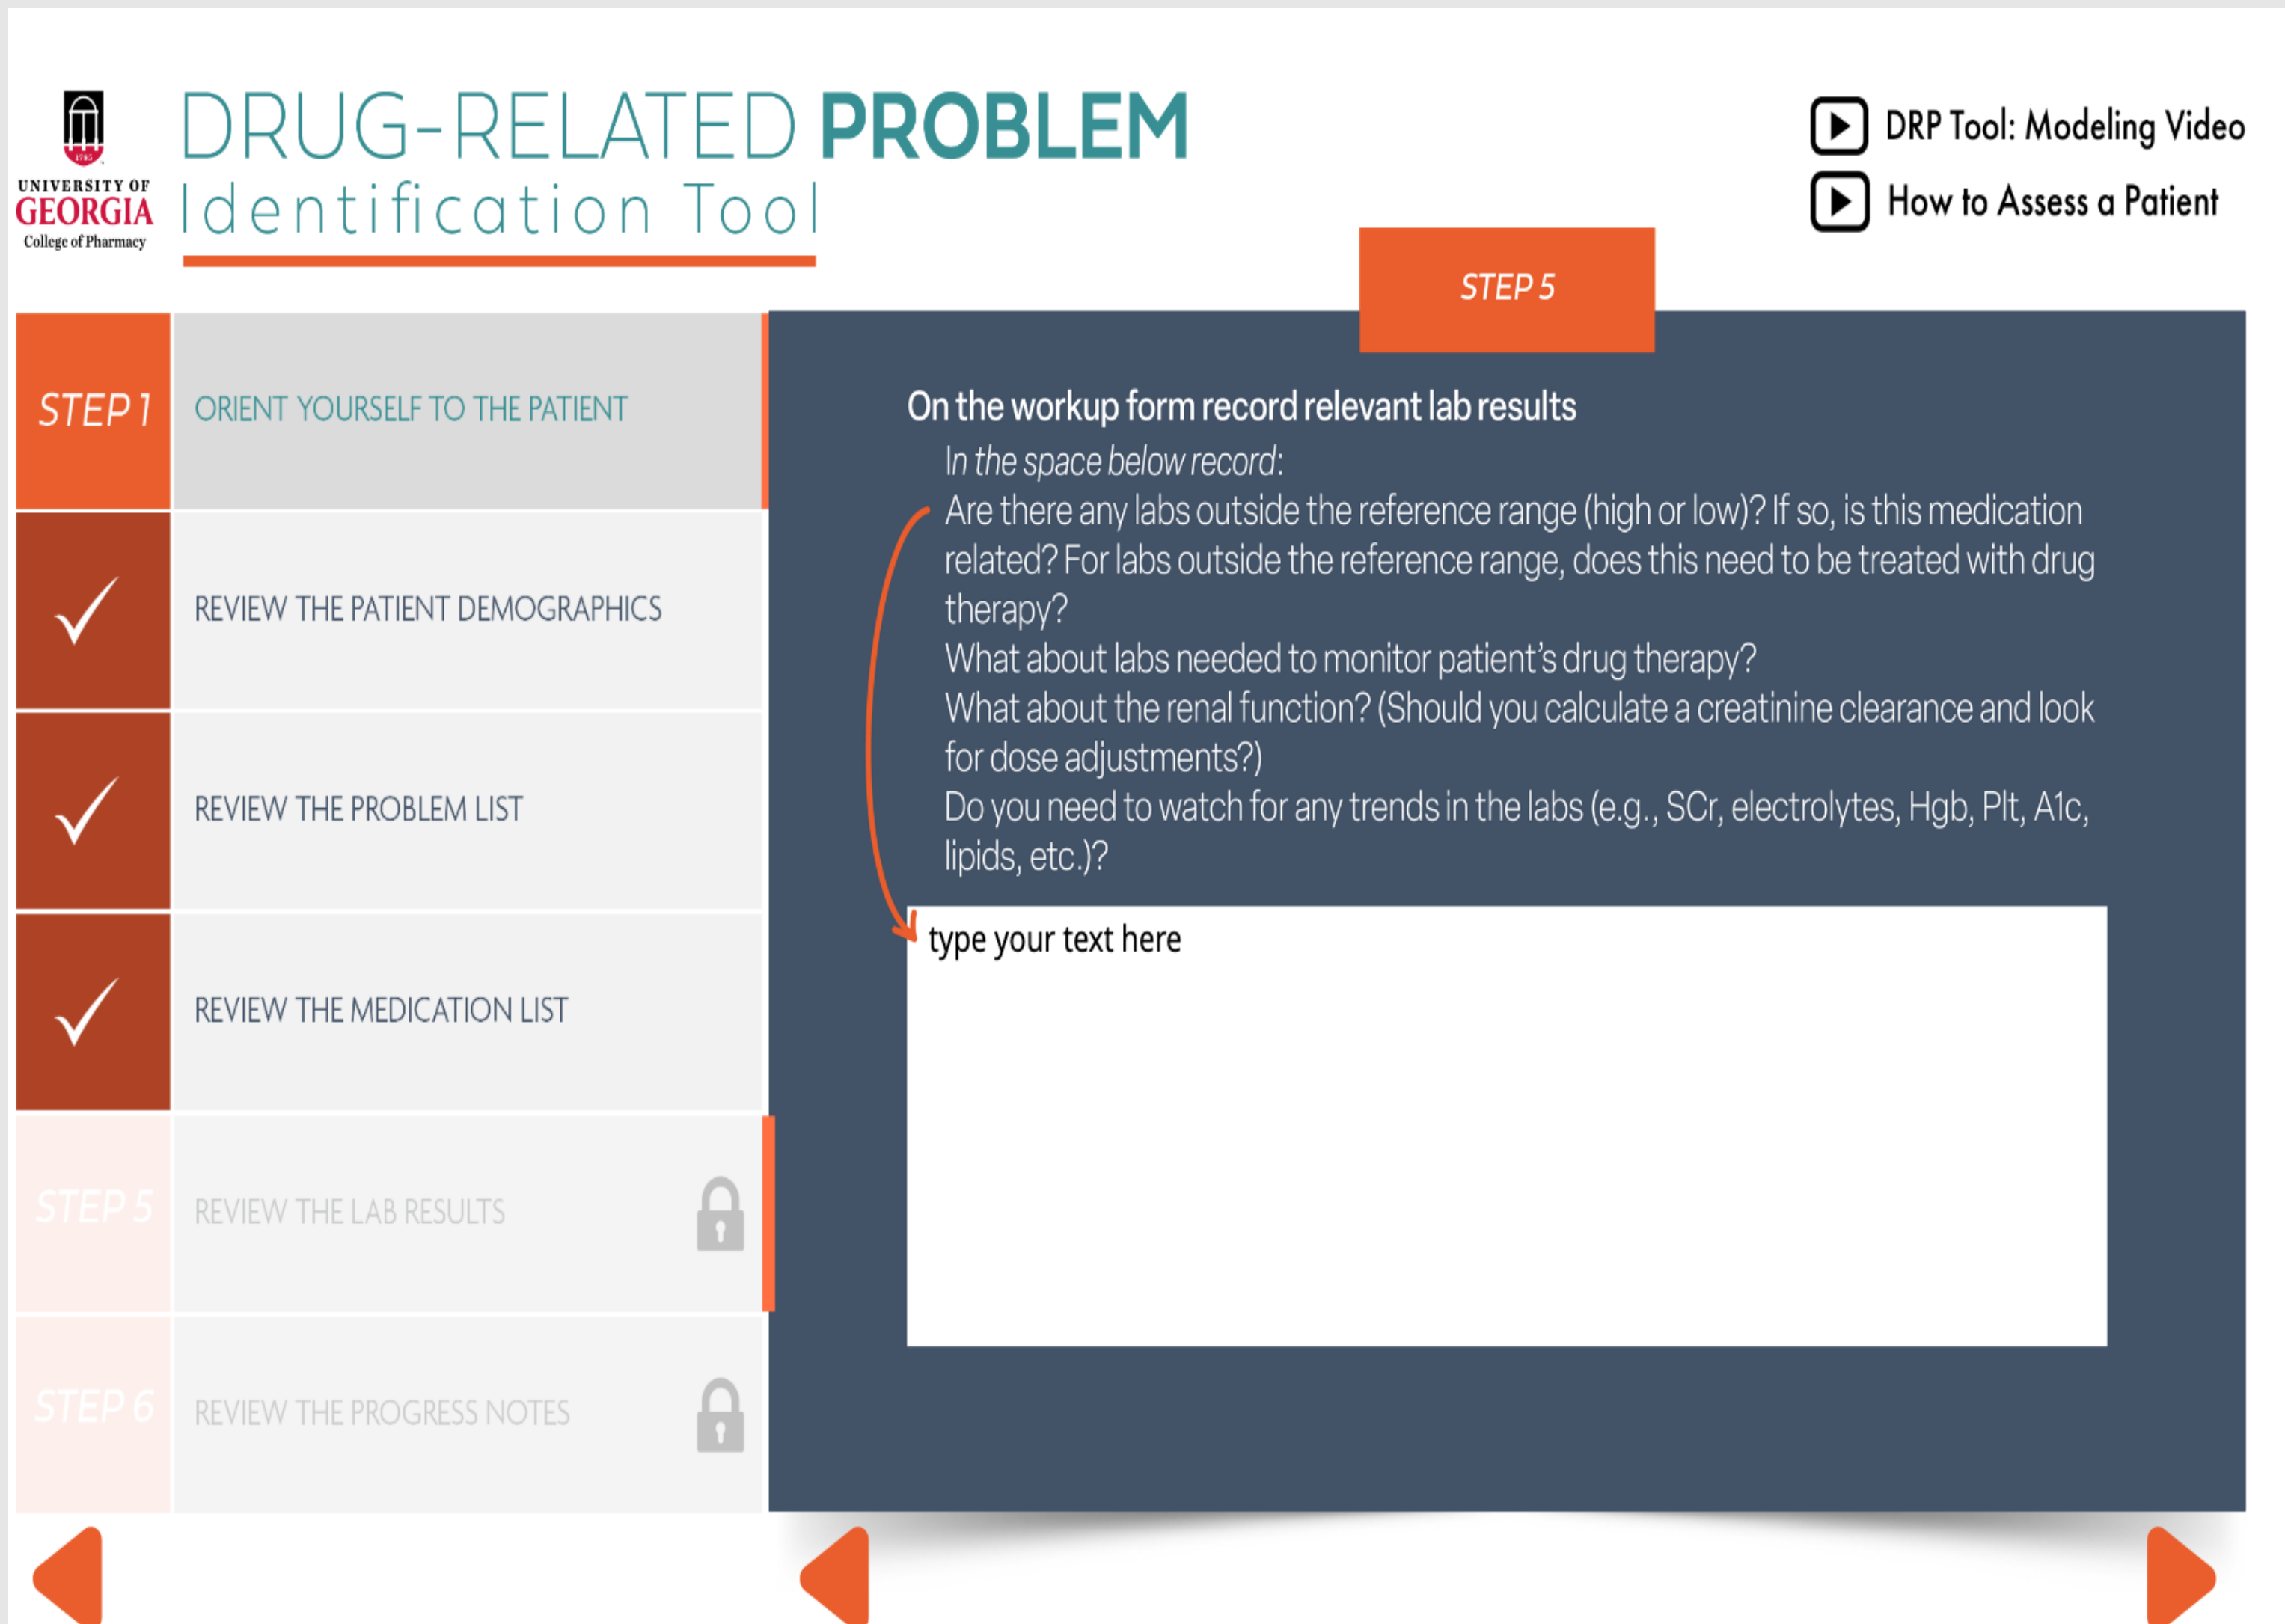 DRUG-RELATED PROBLEM
Identification Tool
1785
UNIVERSITY OF
GEORGIA
College of Pharmacy
DRP Tool: Modeling Video
How to Assess a Patient
STEP 1
ORIENT YOURSELF TO THE PATIENT
REVIEW THE PATIENT DEMOGRAPHICS
REVIEW THE PROBLEM LIST
REVIEW THE MEDICATION LIST
STEP 5
REVIEW THE LAB RESULTS
STEP 6
REVIEW THE PROGRESS NOTES
STEP 5
On the workup form record relevant lab results
In the space below record:
Are there any labs outside the reference range (high or low)? If so, is this medication
related? For labs outside the reference range, does this need to be treated with drug
therapy?
What about labs needed to monitor patient’s drug therapy?
What about the renal function? (Should you calculate a creatinine clearance and look
for dose adjustments?)
Do you need to watch for any trends in the labs (e.g., SCr, electrolytes, Hgb, Plt, A1c,
lipids, etc.)?
type your text here